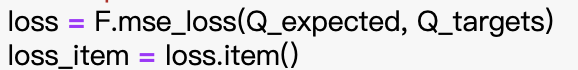 loss = F.mse_loss(Q_expected, Q_targets)
loss_item = loss.item()